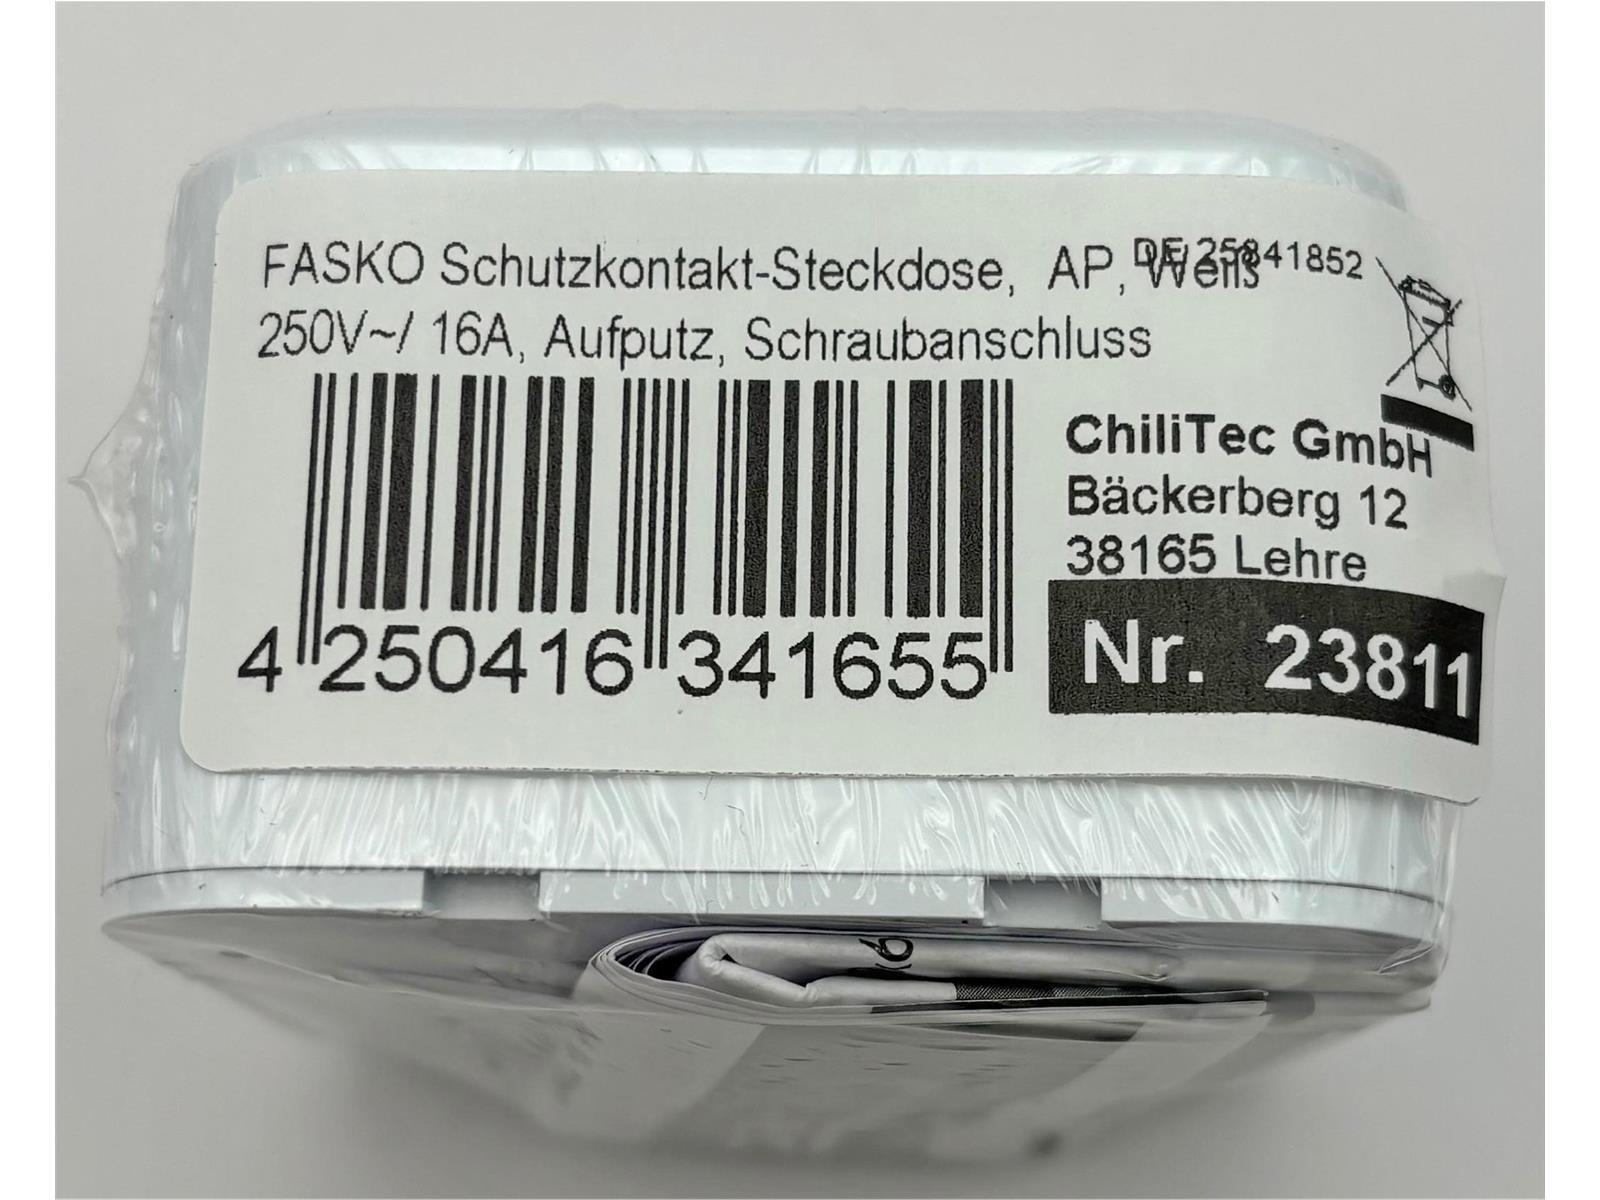 FASKO Schutzkontakt-Steckdose, AP, Weiß
DE 25841852
250V~/ 16A, Aufputz, Schraubanschluss
ChiliTec GmbH
Bäckerberg 12
38165 Lehre
Nr. 23811
4 250416 341655